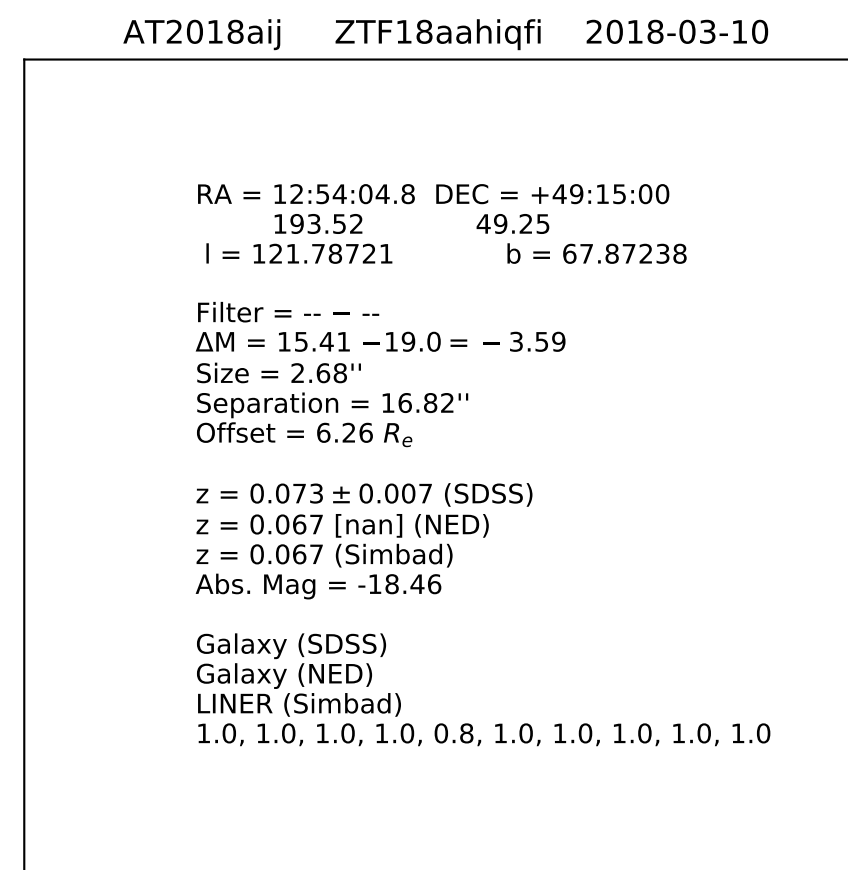 AT2018aij ZTF18aahiqfi 2018-03-10
RA = 12:54:04.8 DEC = +49:15:00
193.52 49.25
l = 121.78721 b = 67.87238
Filter = -- − --
ΔM = 15.41 −19.0 = − 3.59
Size = 2.68''
Separation = 16.82''
Offset = 6.26 Re
z = 0.073 ± 0.007 (SDSS)
z = 0.067 [nan] (NED)
z = 0.067 (Simbad)
Abs. Mag = -18.46
Galaxy (SDSS)
Galaxy (NED)
LINER (Simbad)
1.0, 1.0, 1.0, 1.0, 0.8, 1.0, 1.0, 1.0, 1.0, 1.0